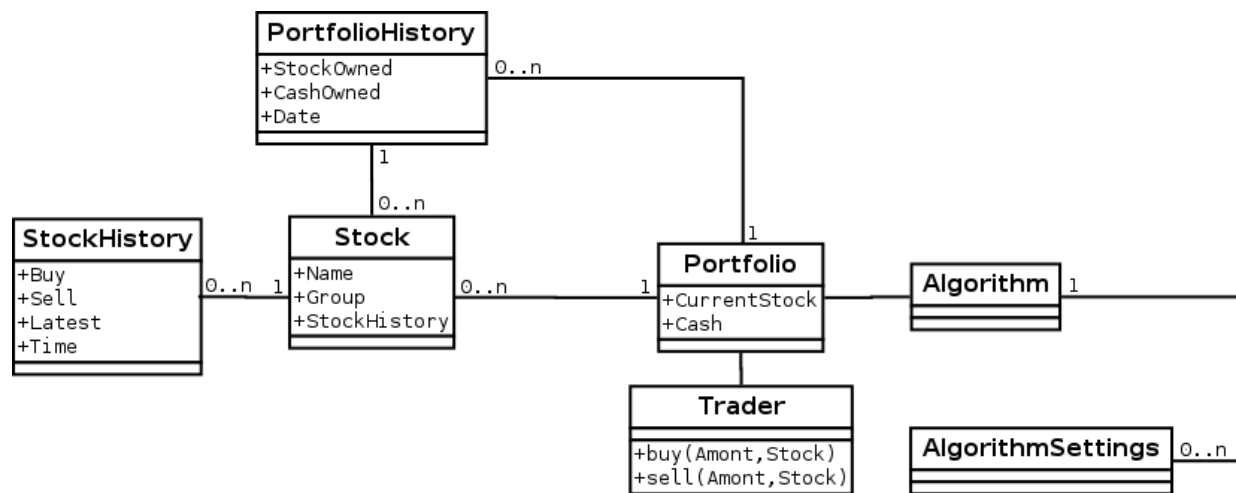 PortfolioHistory
+StockOwned
+CashOwned
+Date
0..n
1
0..n
1
StockHistory
+Buy
+Sell
+Latest
+Time
0..n
1
Stock
+Name
+Group
+StockHistory
0..n
1
Portfolio
+CurrentStock
+Cash
Algorithm
1
Trader
+buy(Amont,Stock)
+sell(Amont,Stock)
AlgorithmSettings
0..n